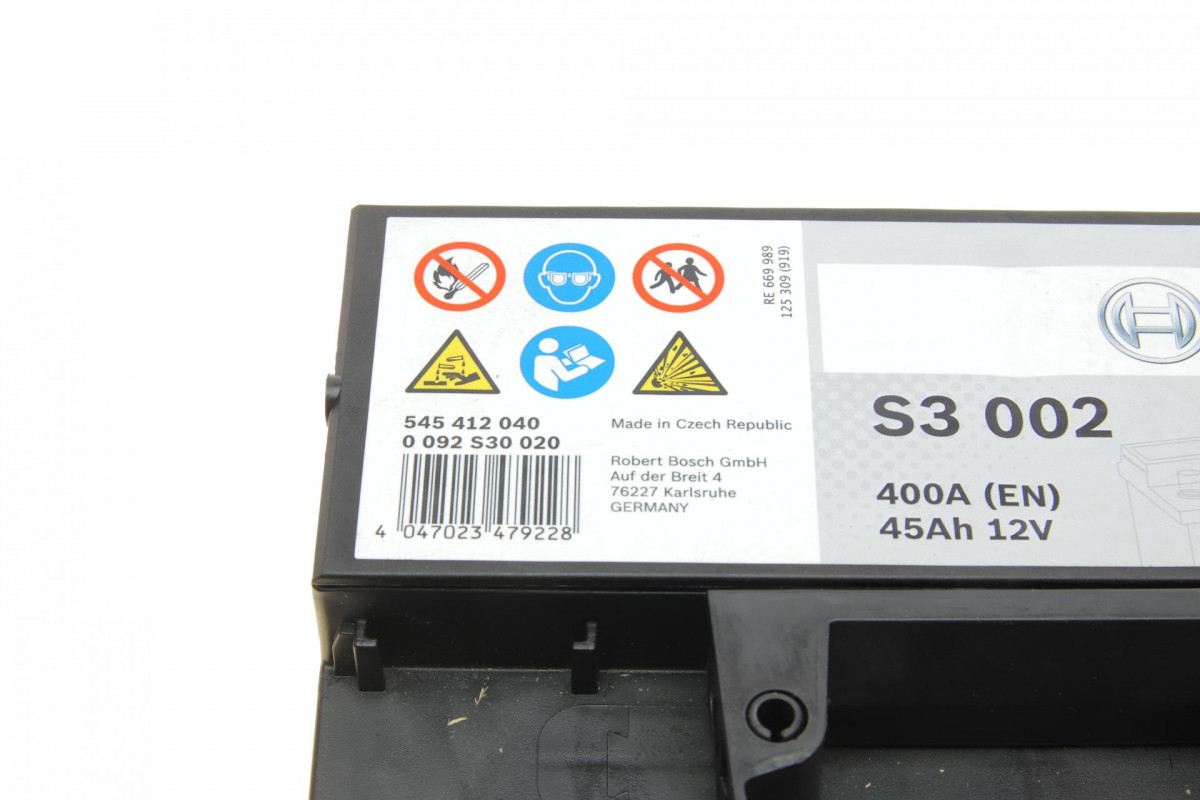 RE 669 989
125 309 (919)
545 412 040
0 092 S30 020
4 047023 479228
Made in Czech Republic
Robert Bosch GmbH
Auf der Breit 4
76227 Karlsruhe
GERMANY
S3 002
400A (EN)
45Ah 12V